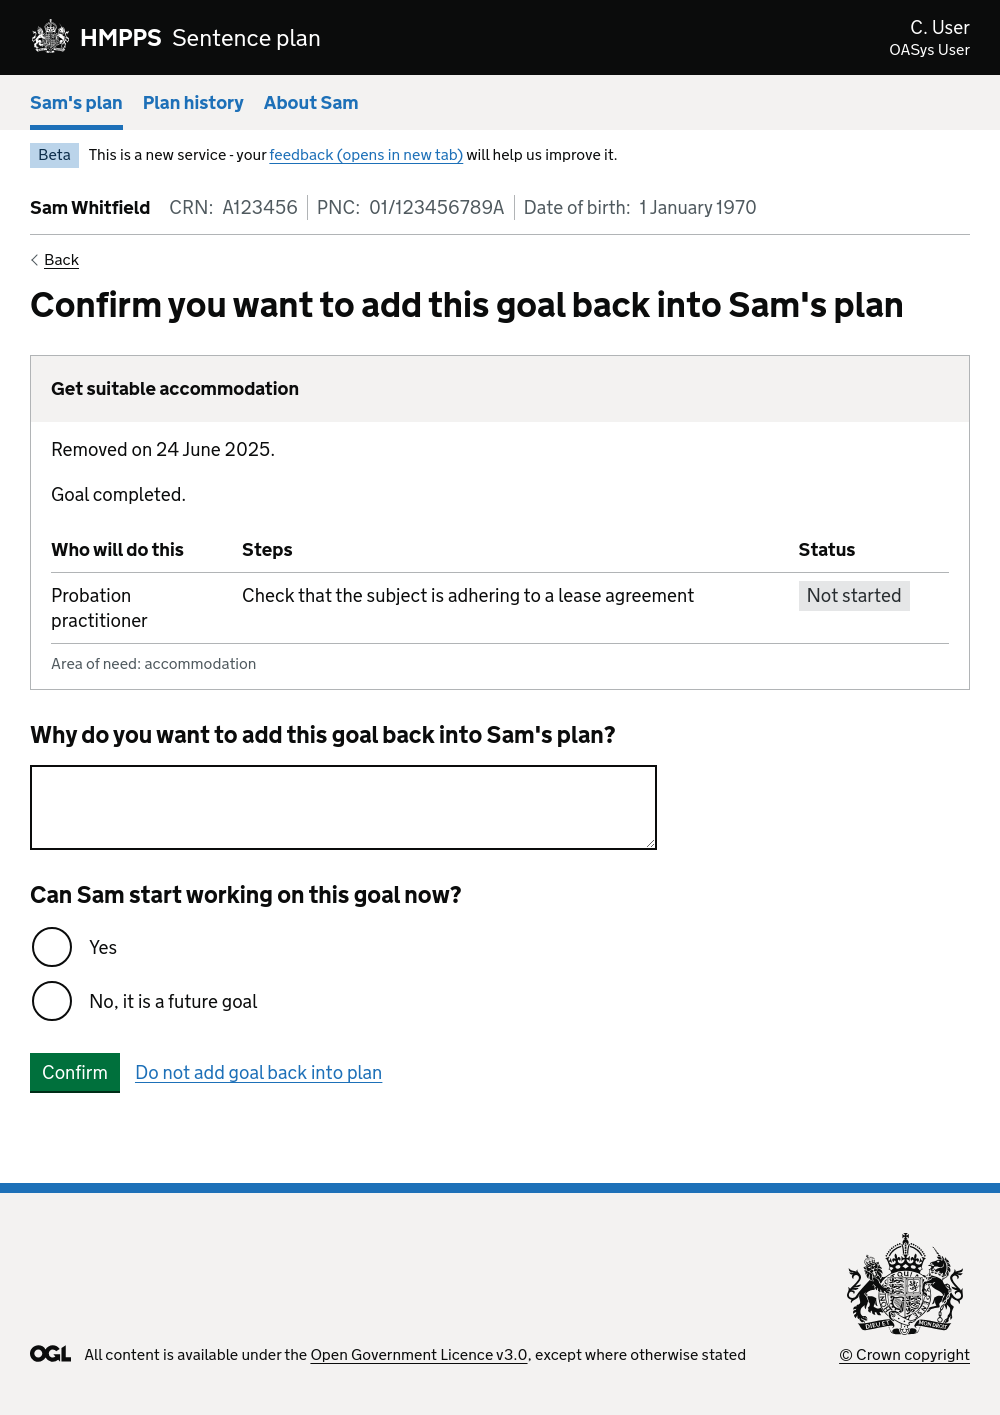 HMPPS Sentence plan
C. User
OASys User
Sam's plan Plan history About Sam
Beta This is a new service - your feedback (opens in new tab) will help us improve it.
Sam Whitfield CRN: A123456 PNC: 01/123456789A Date of birth: 1 January 1970
Back
Confirm you want to add this goal back into Sam's plan
Get suitable accommodation
Removed on 24 June 2025.
Goal completed.
Who will do this Steps Status
Probation practitioner Check that the subject is adhering to a lease agreement Not started
Area of need: accommodation
Why do you want to add this goal back into Sam's plan?
Can Sam start working on this goal now?
Yes
No, it is a future goal
Confirm Do not add goal back into plan
DIEU ET MON DROIT
OGL All content is available under the Open Government Licence v3.0, except where otherwise stated
© Crown copyright